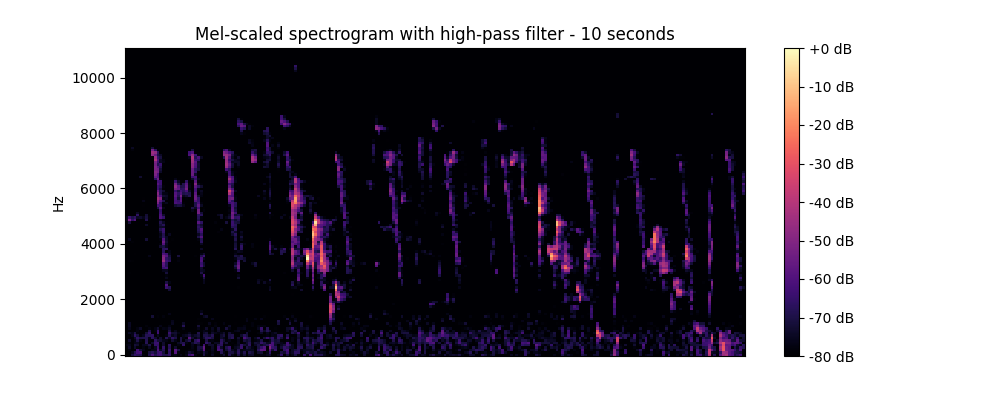 Mel-scaled spectrogram with high-pass filter - 10 seconds
Hz
10000
8000
6000
4000
2000
0
+0 dB
-10 dB
-20 dB
-30 dB
-40 dB
-50 dB
-60 dB
-70 dB
-80 dB